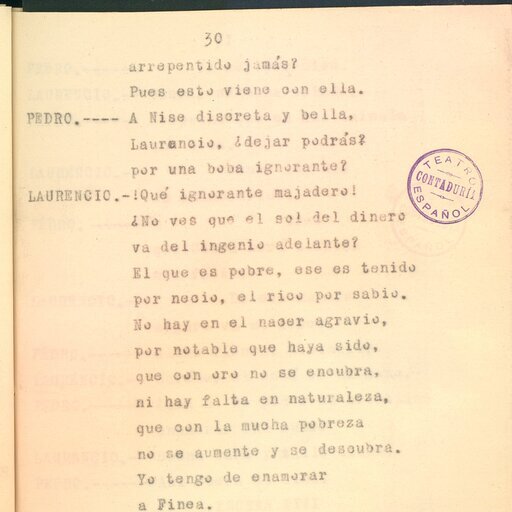 30
arrepentido jamás?
Pues esto viene con ella.
PEDRO.---- A Nise discreta y bella,
Laurencio, ¿dejar podrás?
por una boba ignorante?
LAURENCIO.-!Qué ignorante majadero!
¿No ves que el sol del dinero
va del ingenio adelante?
El que es pobre, ese es tenido
por necio, el rico por sabio.
No hay en el nacer agravio,
por notable que haya sido,
que con oro no se encubra,
ni hay falta en naturaleza,
que con la mucha pobreza
no se aumente y se descubra.
Yo tengo de enamorar
a Finea.
TEATRO
CONTADURÍA
ESPAÑOL